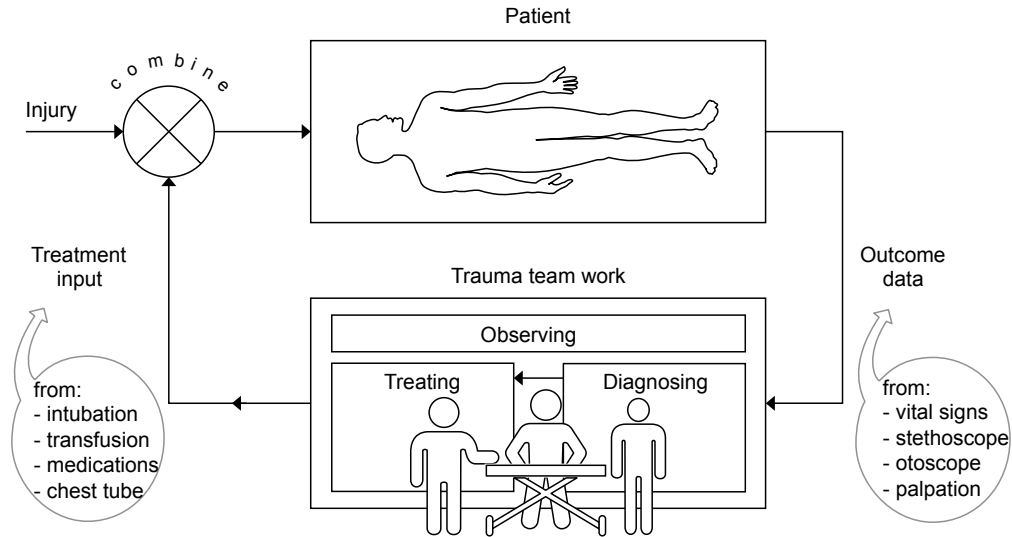 Patient
combine
Injury
Treatment
input
Outcome
data
Trauma team work
Observing
Treating
Diagnosing
from:
- intubation
- transfusion
- medications
- chest tube
from:
- vital signs
- stethoscope
- otoscope
- palpation